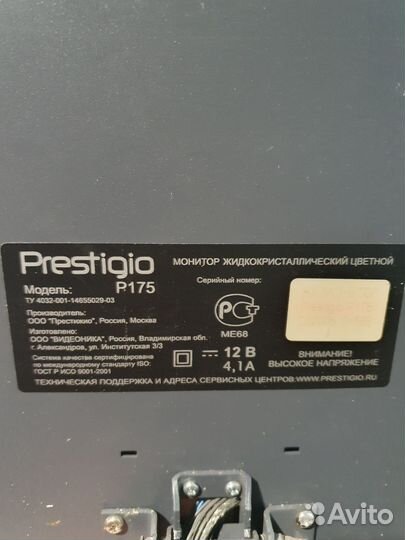 Prestigio
МОНИТОР ЖИДКОКРИСТАЛЛИЧЕСКИЙ ЦВЕТНОЙ
Модель: P175
Серийный номер:
ТУ 4032-001-14655029-03
Производитель:
ООО "Престижио", Россия, Москва
Изготовлено:
ООО "ВИДЕОНИКА", Россия, Владимирская обл.
г. Александров, ул. Институтская 3/3
Система качества сертифицирована
по международному стандарту ISO:
ГОСТ Р ИСО 9001-2001
РСТ
МЕ68
12 В
4,1А
ВНИМАНИЕ!
ВЫСОКОЕ НАПРЯЖЕНИЕ
ТЕХНИЧЕСКАЯ ПОДДЕРЖКА И АДРЕСА СЕРВИСНЫХ ЦЕНТРОВ:WWW.PRESTIGIO.RU
Avito